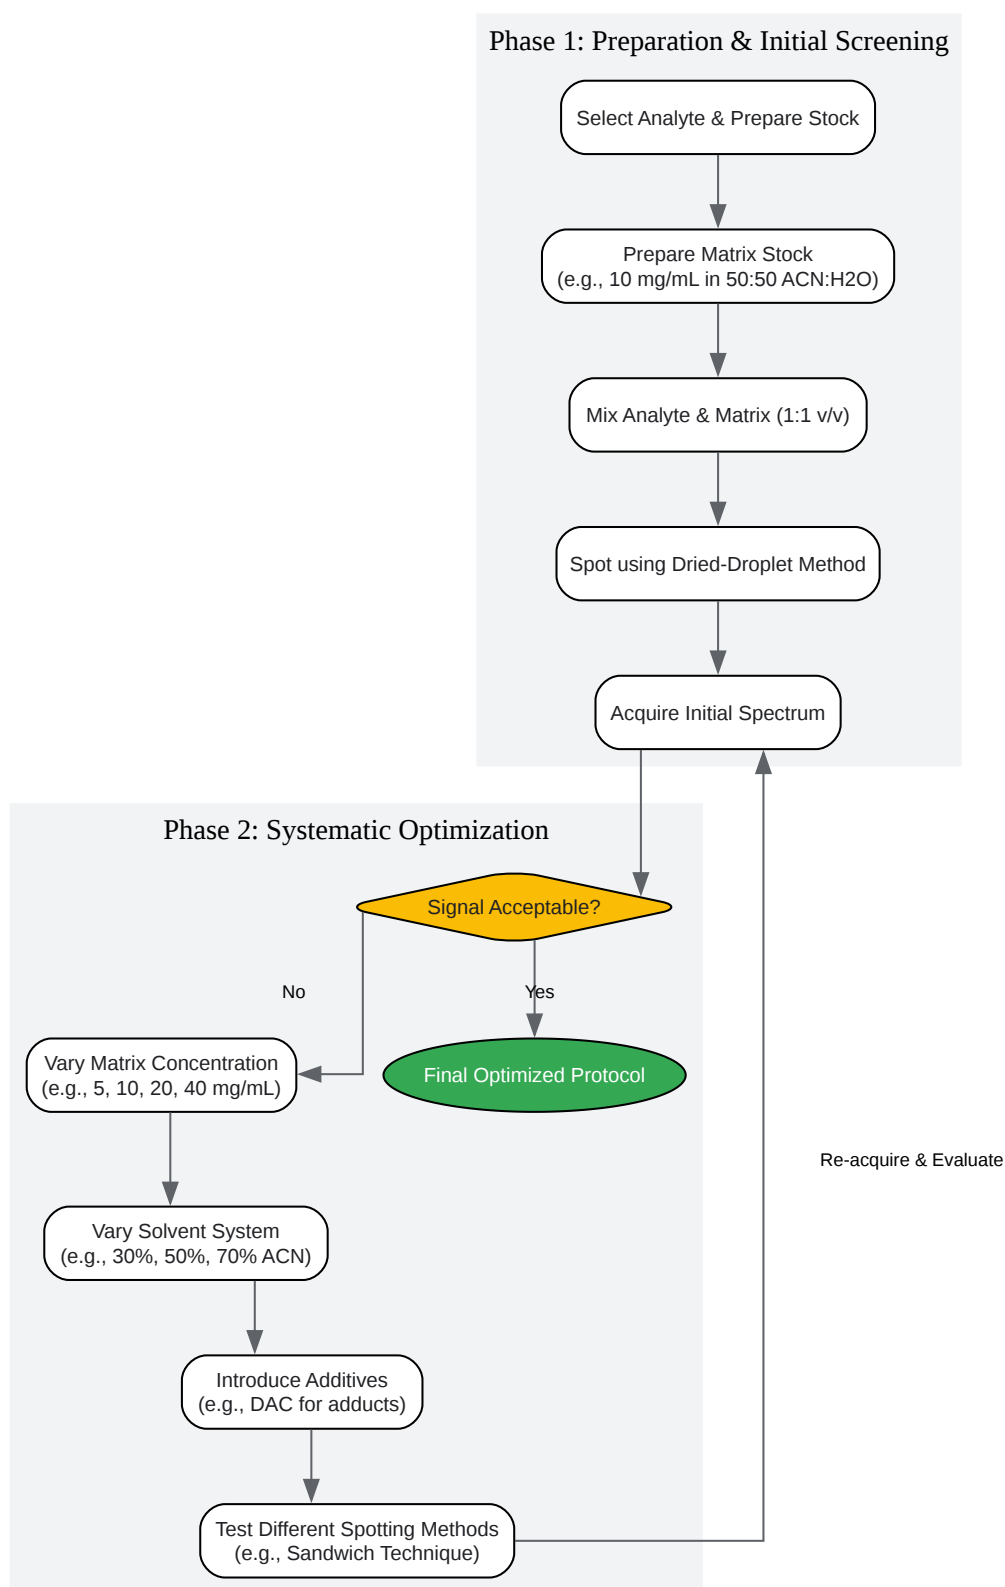 Phase 1: Preparation & Initial Screening
Select Analyte & Prepare Stock
Prepare Matrix Stock
(e.g., 10 mg/mL in 50:50 ACN:H2O)
Mix Analyte & Matrix (1:1 v/v)
Spot using Dried-Droplet Method
Acquire Initial Spectrum
Phase 2: Systematic Optimization
Signal Acceptable?
No
Yes
Vary Matrix Concentration
(e.g., 5, 10, 20, 40 mg/mL)
Final Optimized Protocol
Re-acquire & Evaluate
Vary Solvent System
(e.g., 30%, 50%, 70% ACN)
Introduce Additives
(e.g., DAC for adducts)
Test Different Spotting Methods
(e.g., Sandwich Technique)